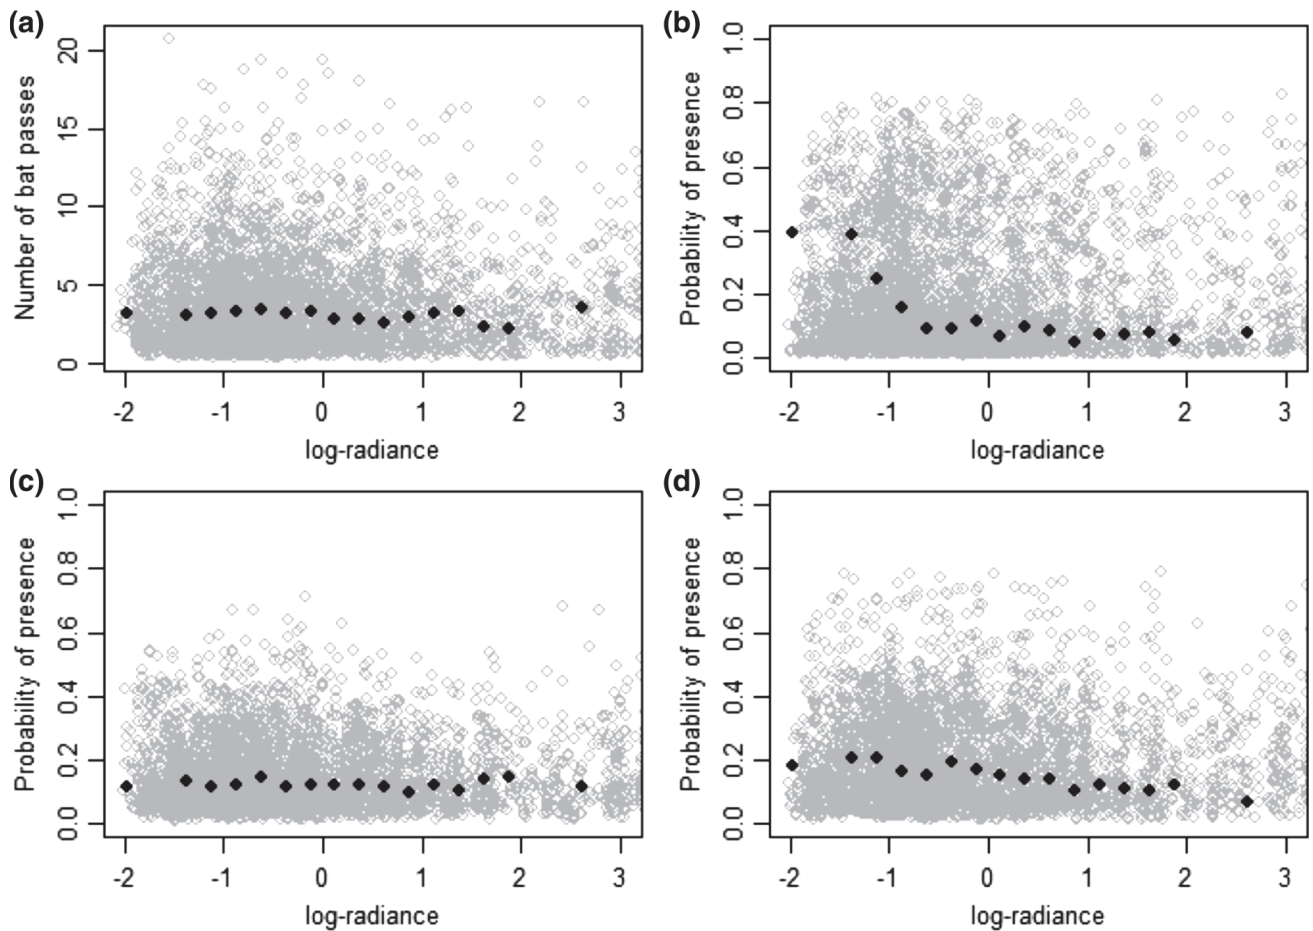 (a)
Number of bat passes
20
15
10
5
0
-2 -1 0 1 2 3
log-radiance
(b)
Probability of presence
1.0
0.8
0.6
0.4
0.2
0.0
-2 -1 0 1 2 3
log-radiance
(c)
Probability of presence
1.0
0.8
0.6
0.4
0.2
0.0
-2 -1 0 1 2 3
log-radiance
(d)
Probability of presence
1.0
0.8
0.6
0.4
0.2
0.0
-2 -1 0 1 2 3
log-radiance